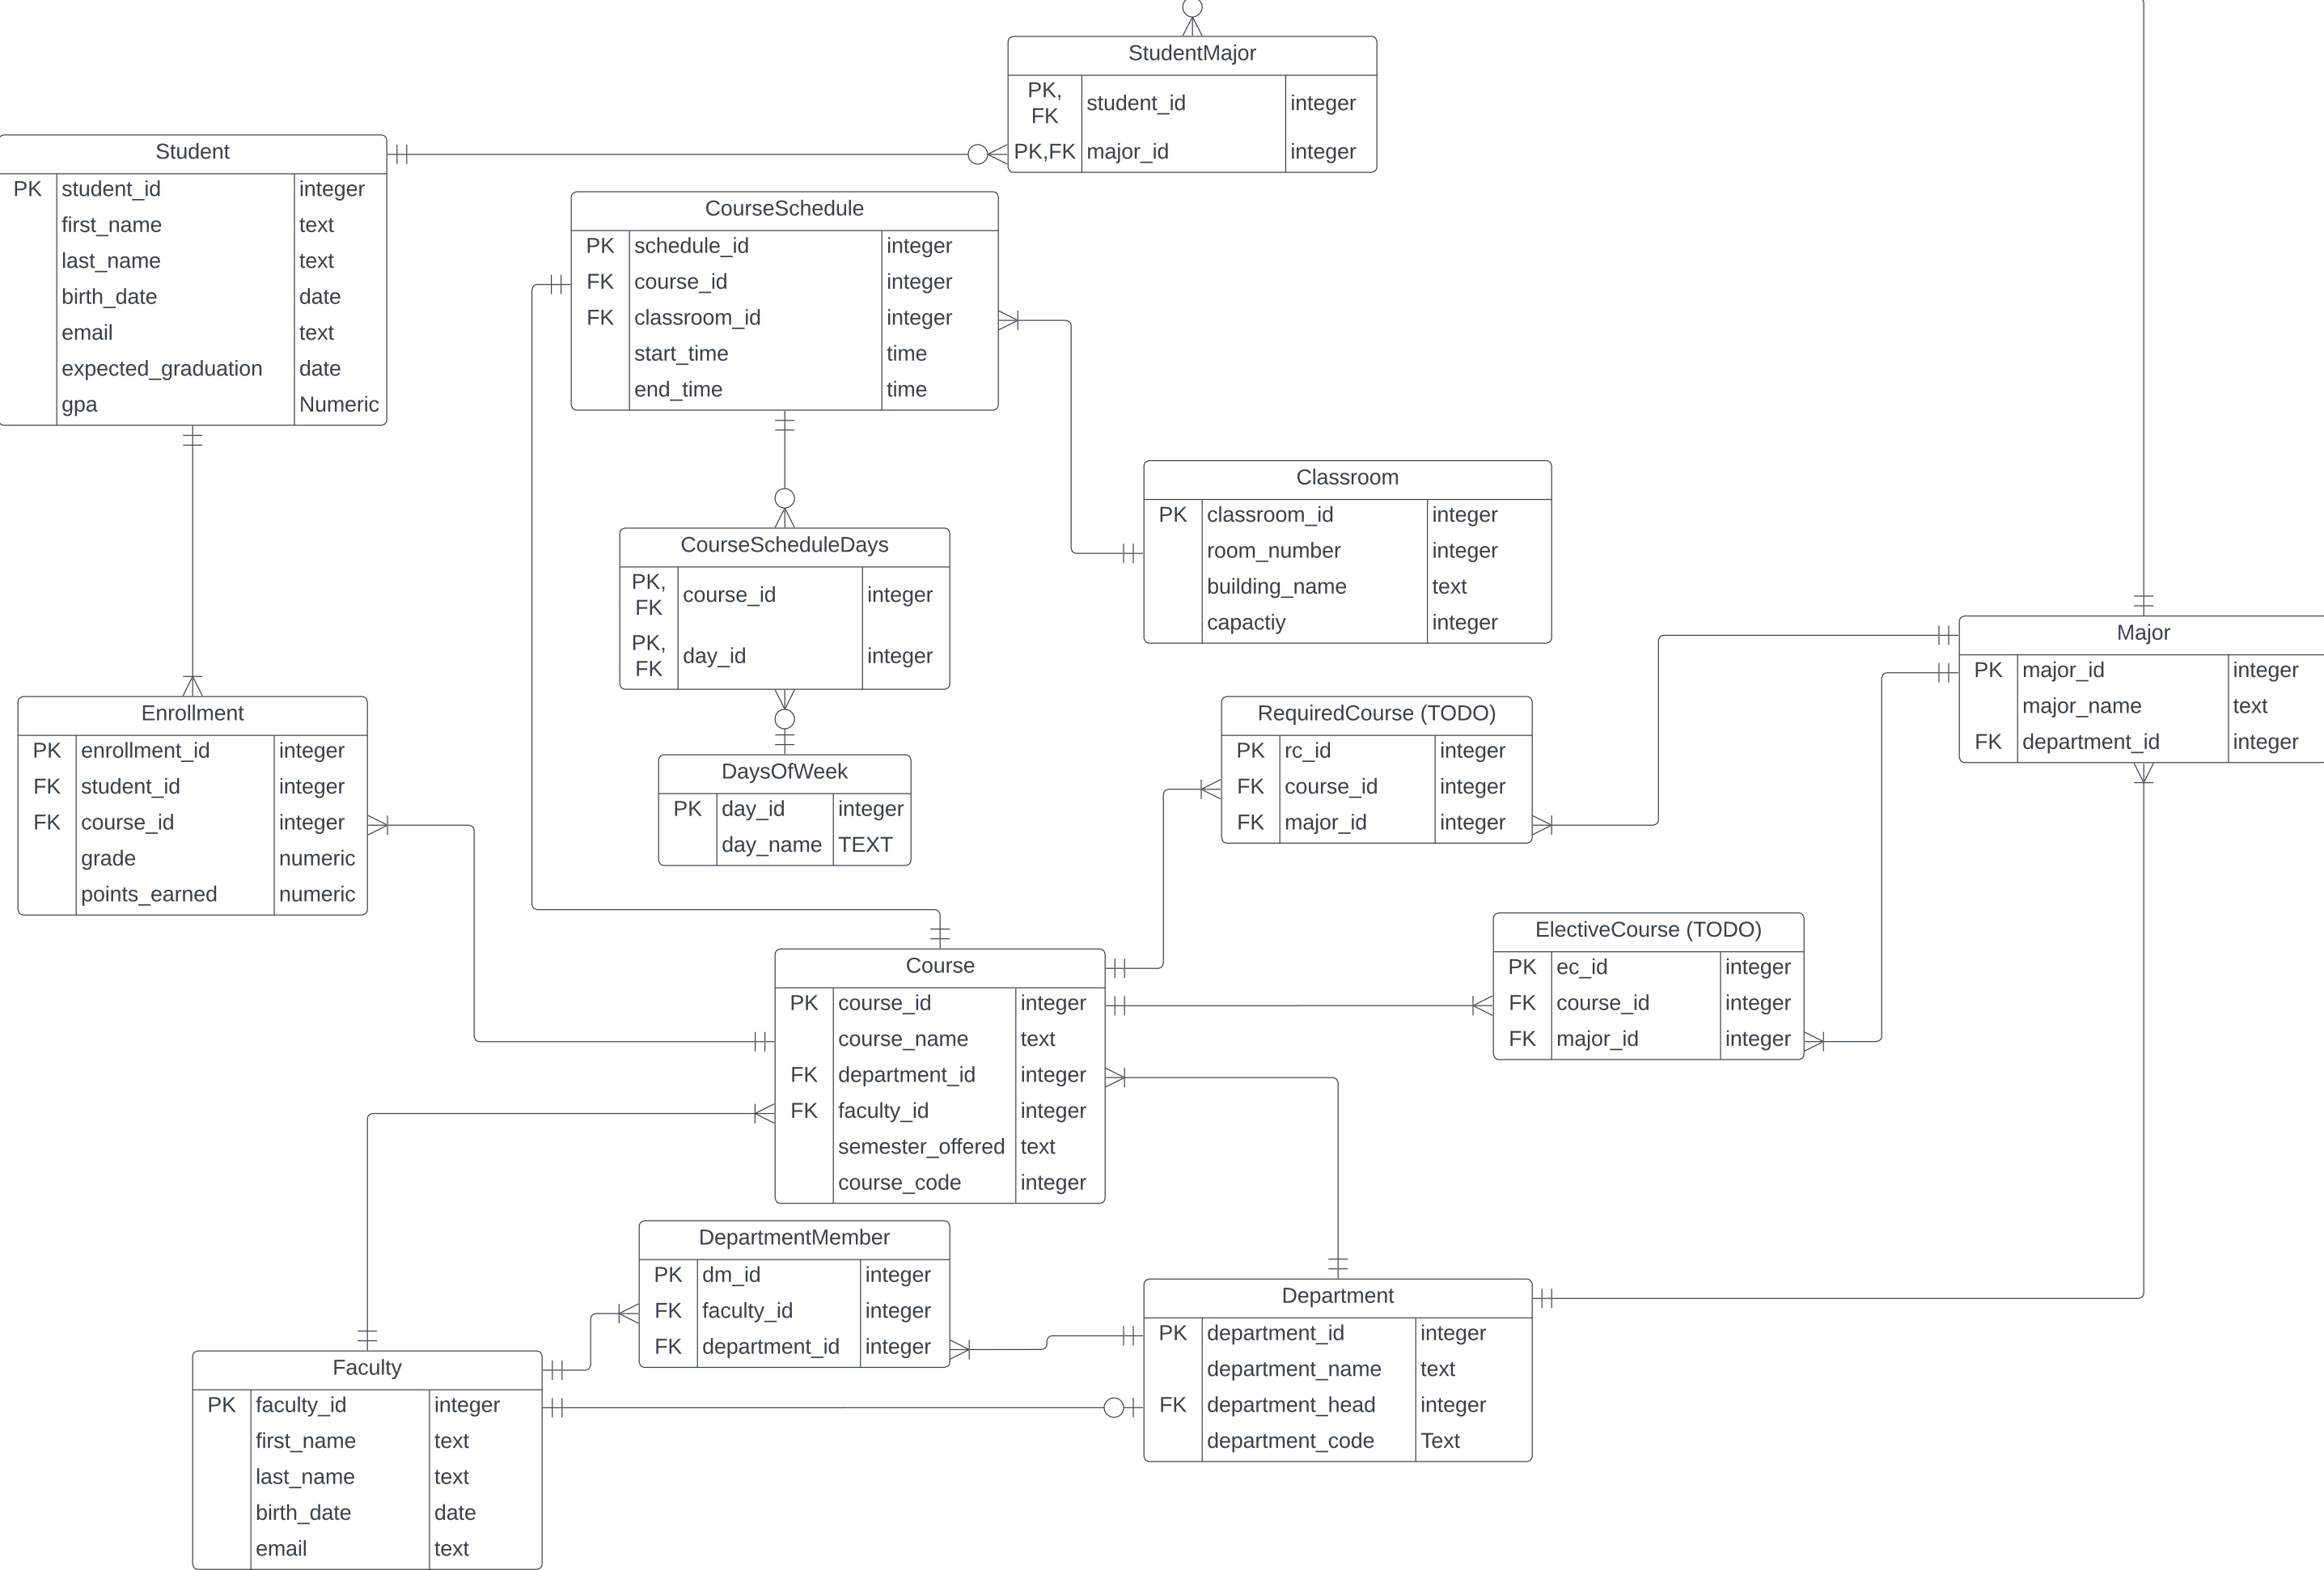 StudentMajor
PK,
FK student_id integer
PK,FK major_id integer
Student
PK student_id integer
first_name text
last_name text
birth_date date
email text
expected_graduation date
gpa Numeric
CourseSchedule
PK schedule_id integer
FK course_id integer
FK classroom_id integer
start_time time
end_time time
Classroom
PK classroom_id integer
room_number integer
building_name text
capactiy integer
CourseScheduleDays
PK,
FK course_id integer
PK,
FK day_id integer
Major
PK major_id integer
major_name text
FK department_id integer
Enrollment
PK enrollment_id integer
FK student_id integer
FK course_id integer
grade numeric
points_earned numeric
DaysOfWeek
PK day_id integer
day_name TEXT
RequiredCourse (TODO)
PK rc_id integer
FK course_id integer
FK major_id integer
ElectiveCourse (TODO)
PK ec_id integer
FK course_id integer
FK major_id integer
Course
PK course_id integer
course_name text
FK department_id integer
FK faculty_id integer
semester_offered text
course_code integer
DepartmentMember
PK dm_id integer
FK faculty_id integer
FK department_id integer
Department
PK department_id integer
department_name text
FK department_head integer
department_code Text
Faculty
PK faculty_id integer
first_name text
last_name text
birth_date date
email text